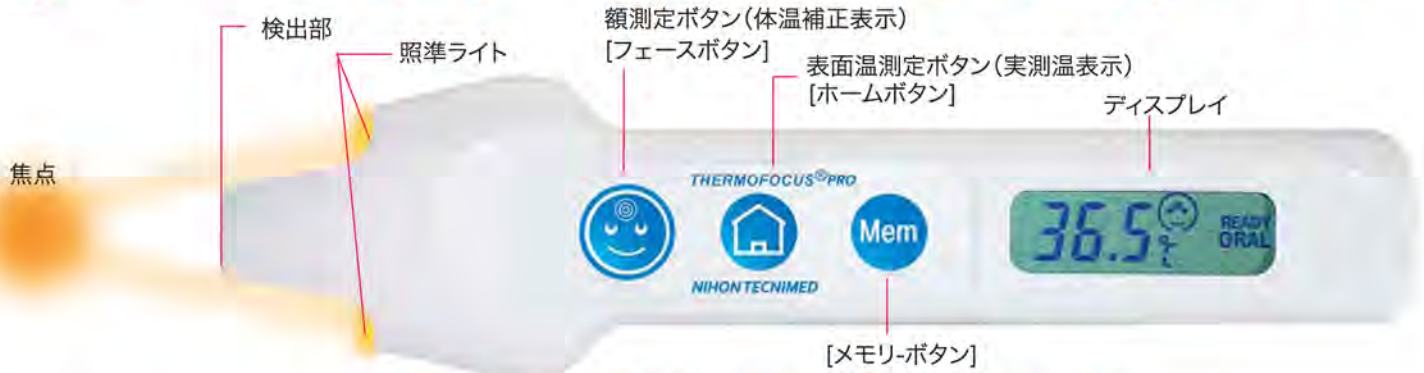 検出部
照準ライト
額測定ボタン(体温補正表示)
[フェースボタン]
表面温測定ボタン(実測温表示)
[ホームボタン]
ディスプレイ
焦点
THERMOFOCUS®PRO
Mem
36.5℃
READY
ORAL
NIHON TECNIMED
[メモリ-ボタン]